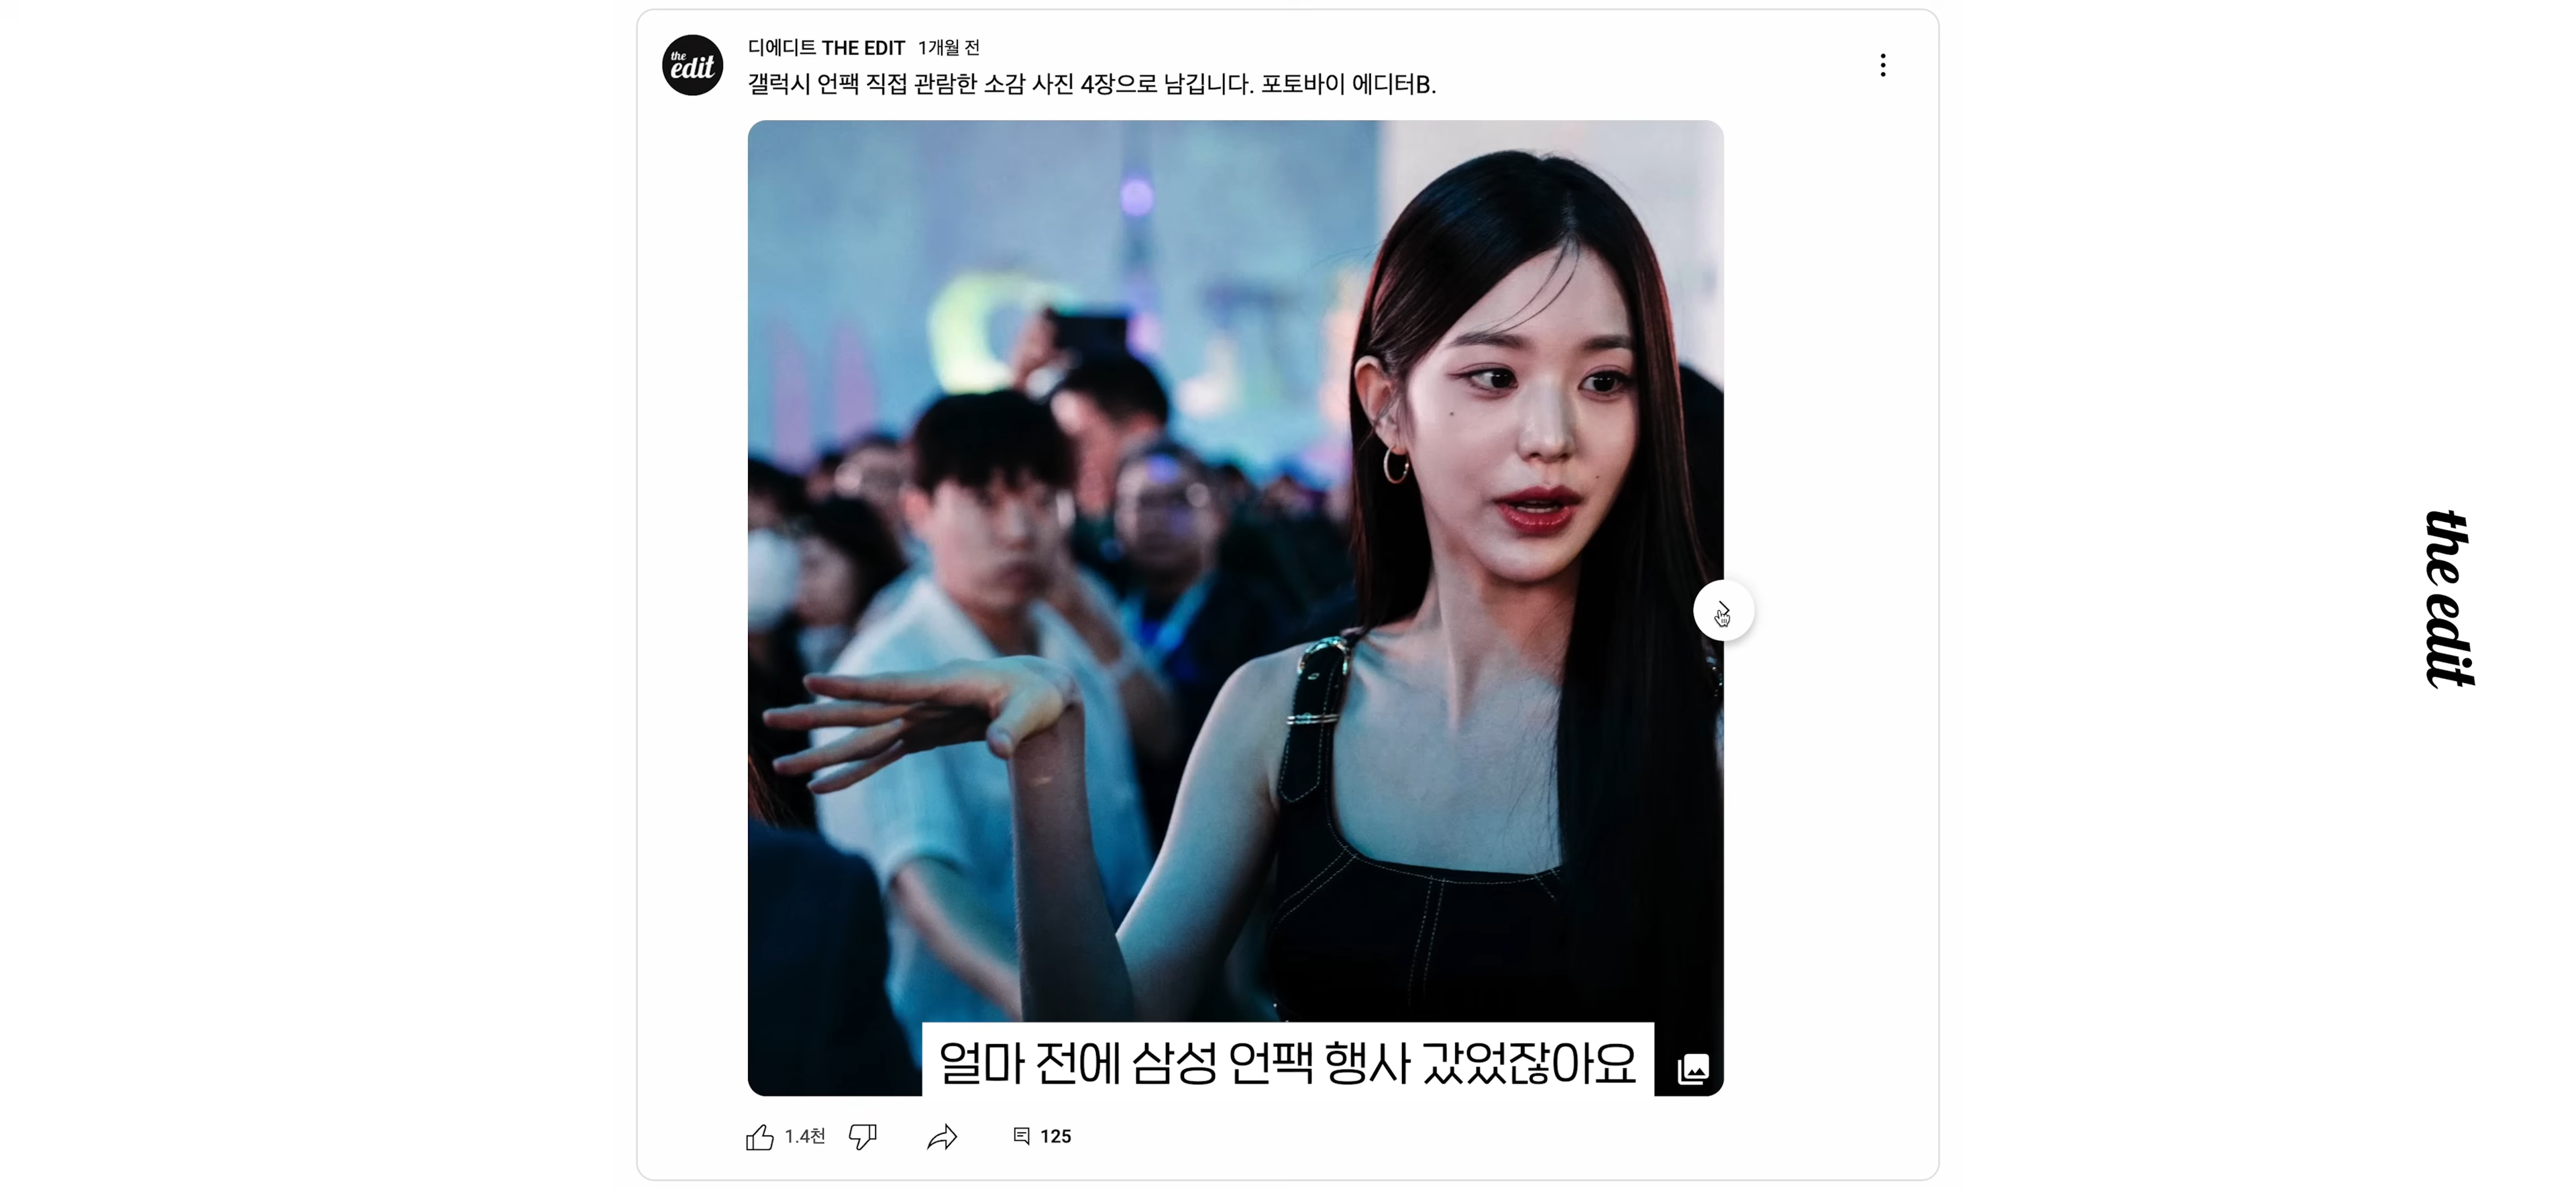 the
edit
디에디트 THE EDIT 1개월 전
갤럭시 언팩 직접 관람한 소감 사진 4장으로 남깁니다. 포토바이 에디터B.
얼마 전에 삼성 언팩 행사 갔었잖아요
1.4천
125
the edit